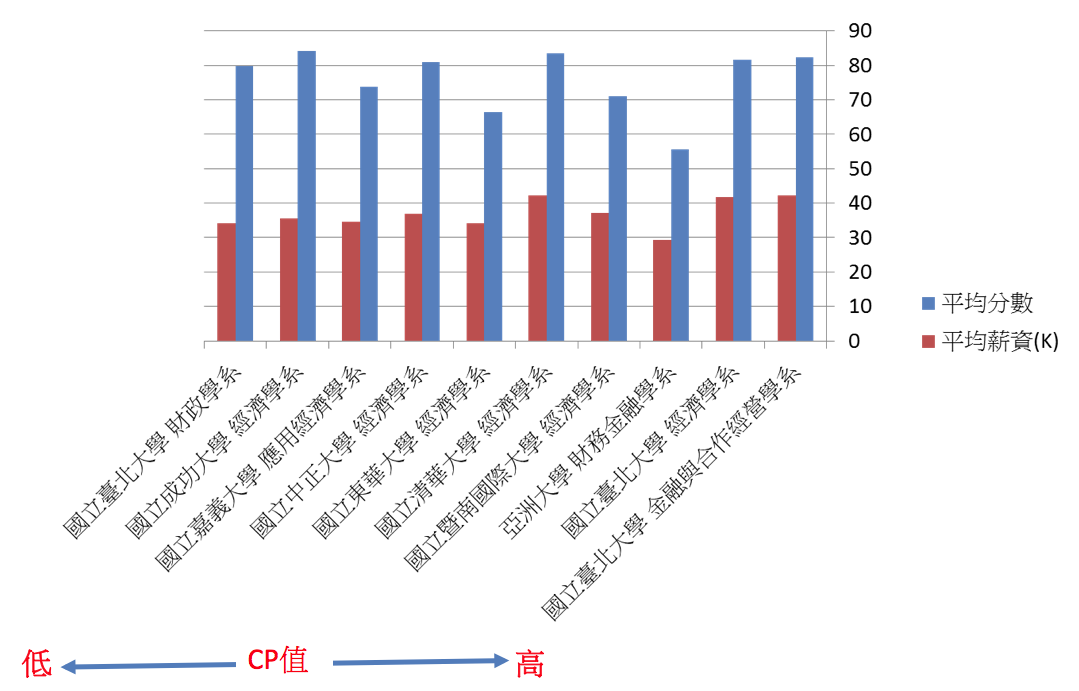 90
80
70
60
50
40
30
20
10
0
平均分數
平均薪資(K)
國立臺北大學 財政學系
國立成功大學 經濟學系
國立嘉義大學 應用經濟學系
國立中正大學 經濟學系
國立東華大學 經濟學系
國立清華大學 經濟學系
國立暨南國際大學 經濟學系
亞洲大學 財務金融學系
國立臺北大學 經濟學系
國立臺北大學 金融與合作經營學系
低 CP值 高